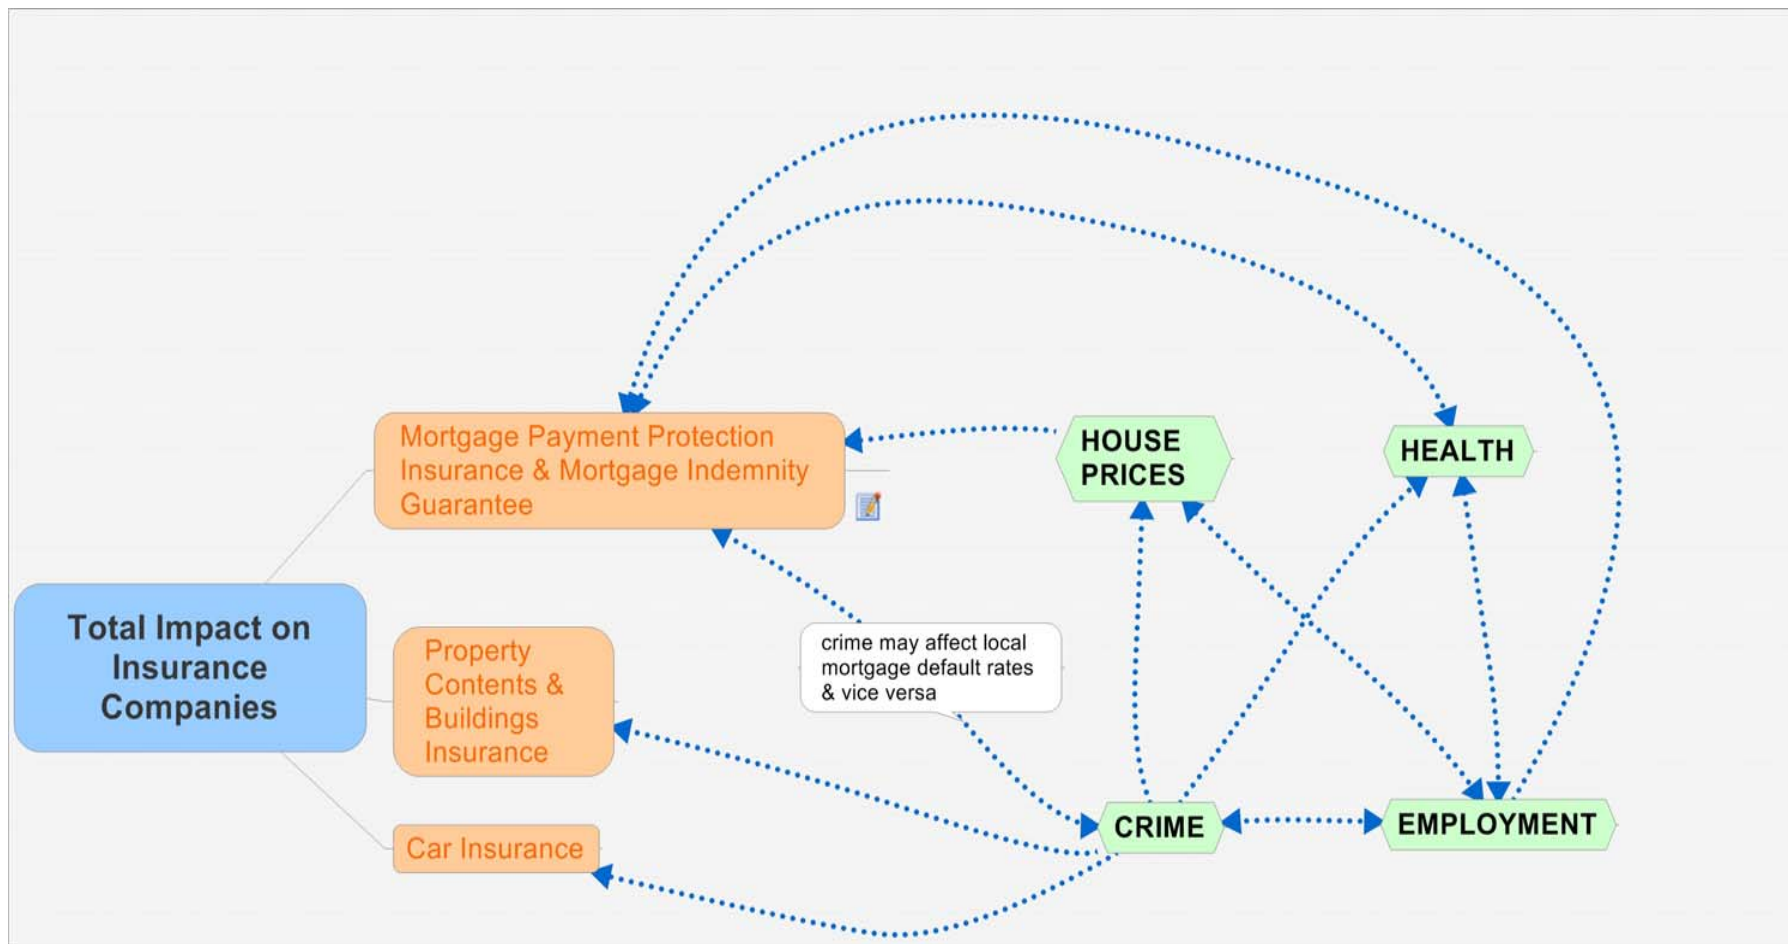 Mortgage Payment Protection
Insurance & Mortgage Indemnity
Guarantee
HOUSE
PRICES
HEALTH
Total Impact on
Insurance
Companies
Property
Contents &
Buildings
Insurance
crime may affect local
mortgage default rates
& vice versa
Car Insurance
CRIME
EMPLOYMENT